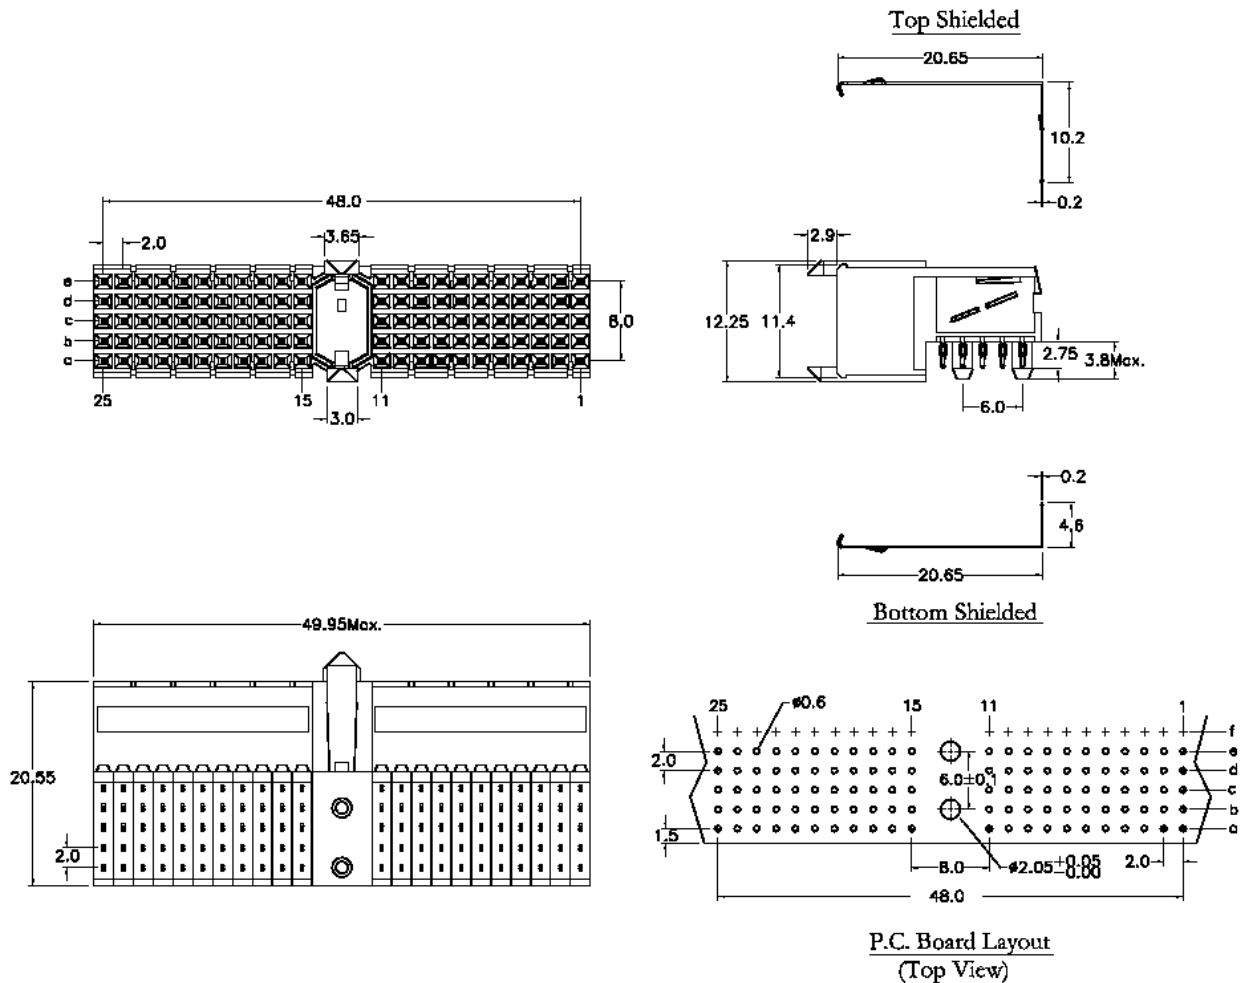 Top Shielded
20.65
10.2
0.2
48.0
2.0
3.65
e
d
c
b
a
8.0
25
15
11
1
3.0
2.9
12.25
11.4
2.75
3.8Max.
6.0
0.2
4.6
20.65
Bottom Shielded
49.95Max.
20.55
2.0
25
ø0.6
15
11
1
f
e
d
c
b
a
2.0
6.0±0.1
1.5
8.0
ø2.05 +0.05
-0.00
2.0
48.0
P.C. Board Layout
(Top View)